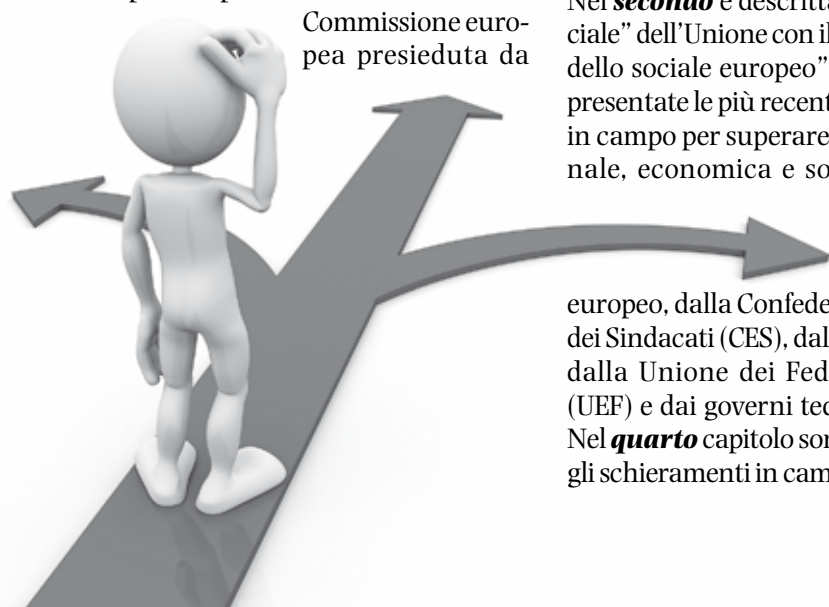 Commissione euro-
pea presieduta da
Nel secondo è descritta
ciale” dell’Unione con il
dello sociale europeo”
presentate le più recent
in campo per superare
nale, economica e so
europeo, dalla Confede
dei Sindacati (CES), dal
dalla Unione dei Fed
(UEF) e dai governi ted
Nel quarto capitolo sor
gli schieramenti in cam